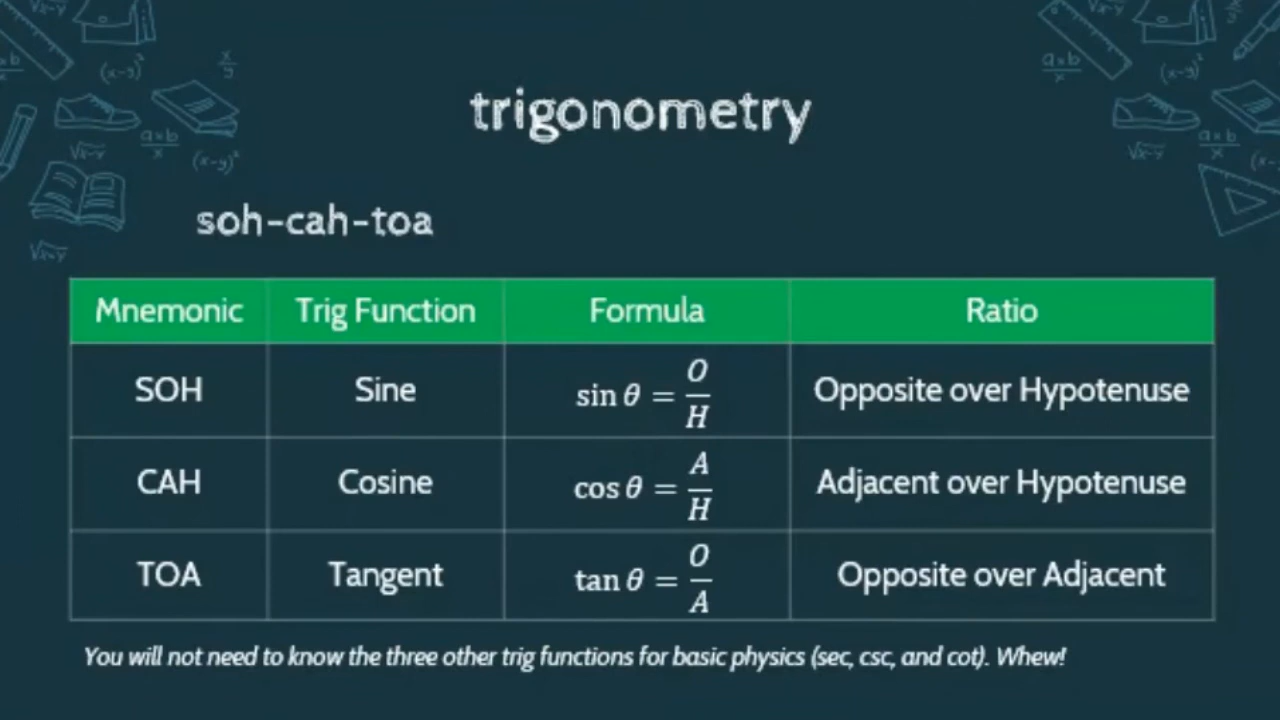 trigonometry
soh-cah-toa
Mnemonic Trig Function Formula Ratio
SOH Sine sin θ = O/H Opposite over Hypotenuse
CAH Cosine cos θ = A/H Adjacent over Hypotenuse
TOA Tangent tan θ = O/A Opposite over Adjacent
You will not need to know the three other trig functions for basic physics (sec, csc, and cot). Whew!